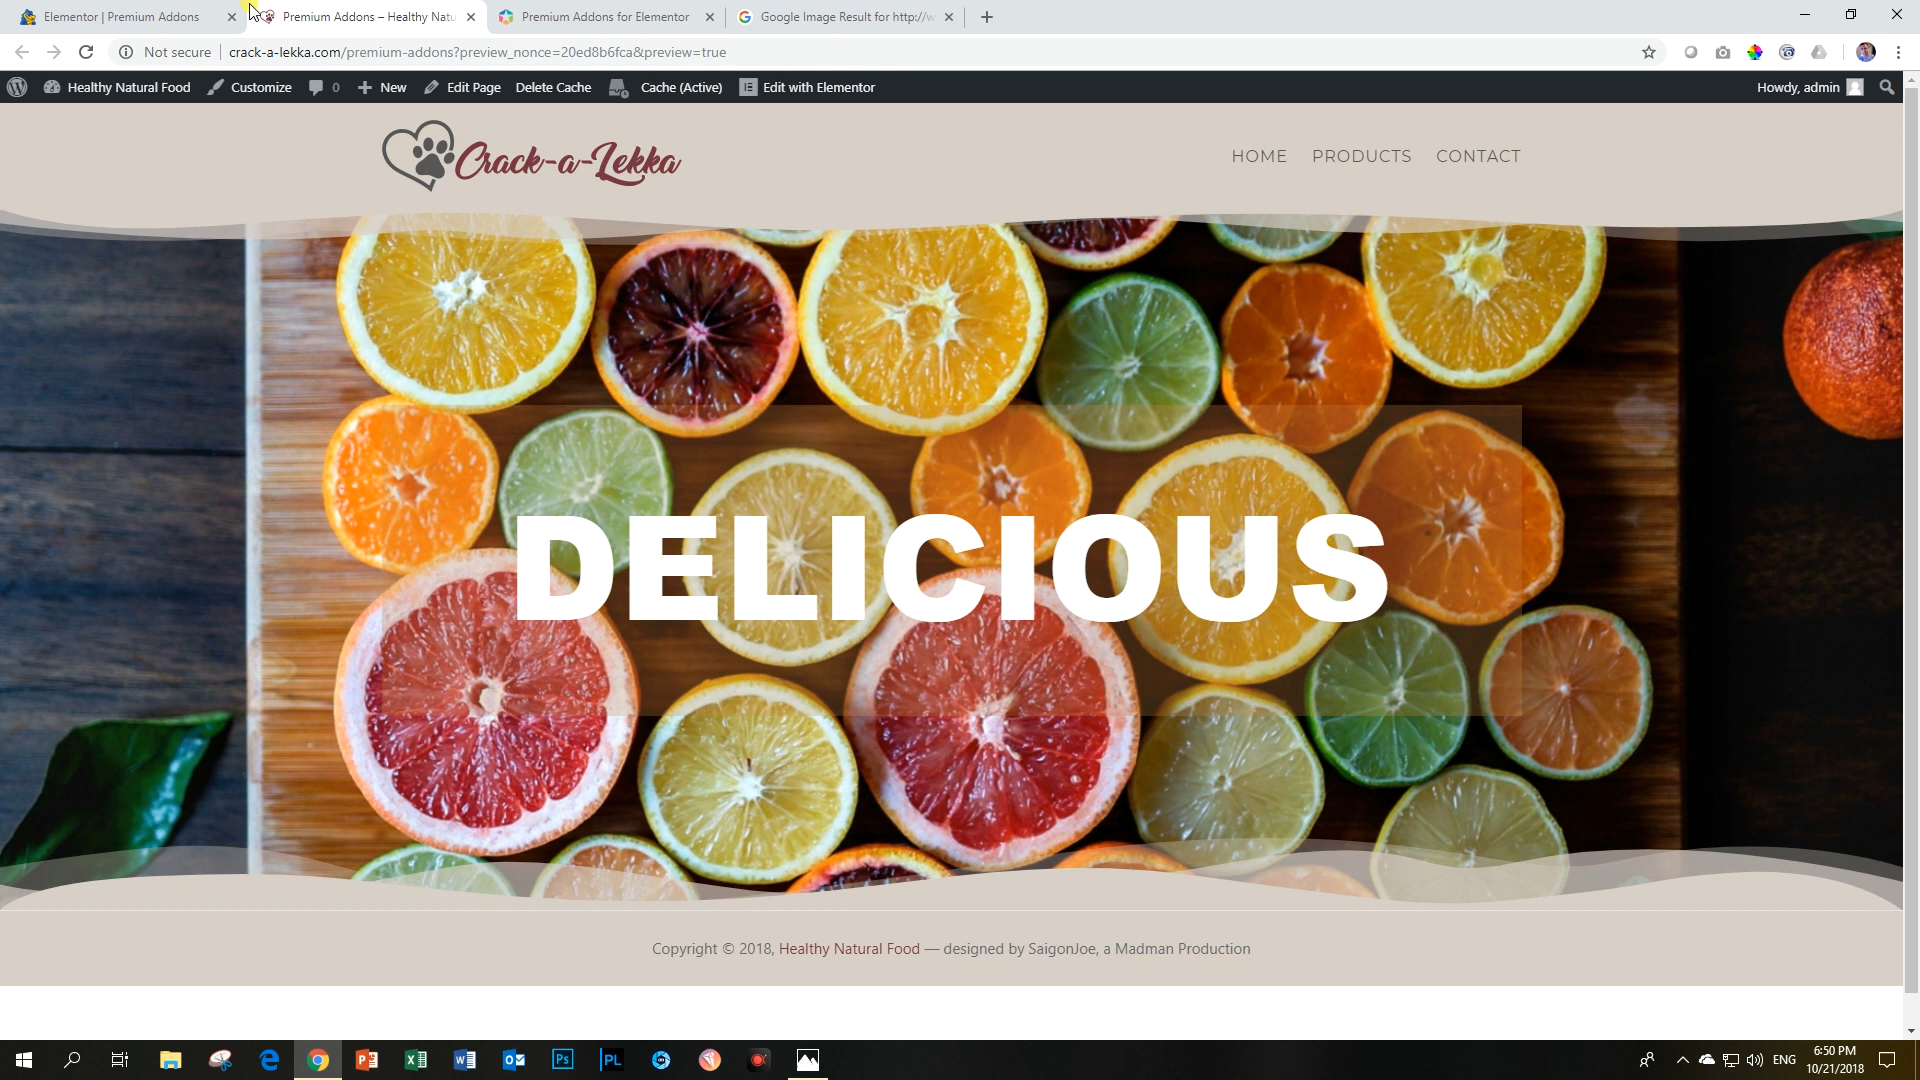 Elementor | Premium Addons
Premium Addons – Healthy Natu
Premium Addons for Elementor
Google Image Result for http://w
Not secure
crack-a-lekka.com/premium-addons?preview_nonce=20ed8b6fca&preview=true
Healthy Natural Food
Customize
0
New
Edit Page
Delete Cache
Cache (Active)
Edit with Elementor
Howdy, admin
Crack-a-Lekka
HOME
PRODUCTS
CONTACT
DELICIOUS
Copyright © 2018, Healthy Natural Food — designed by SaigonJoe, a Madman Production
Ps
PL
ENG
6:50 PM
10/21/2018